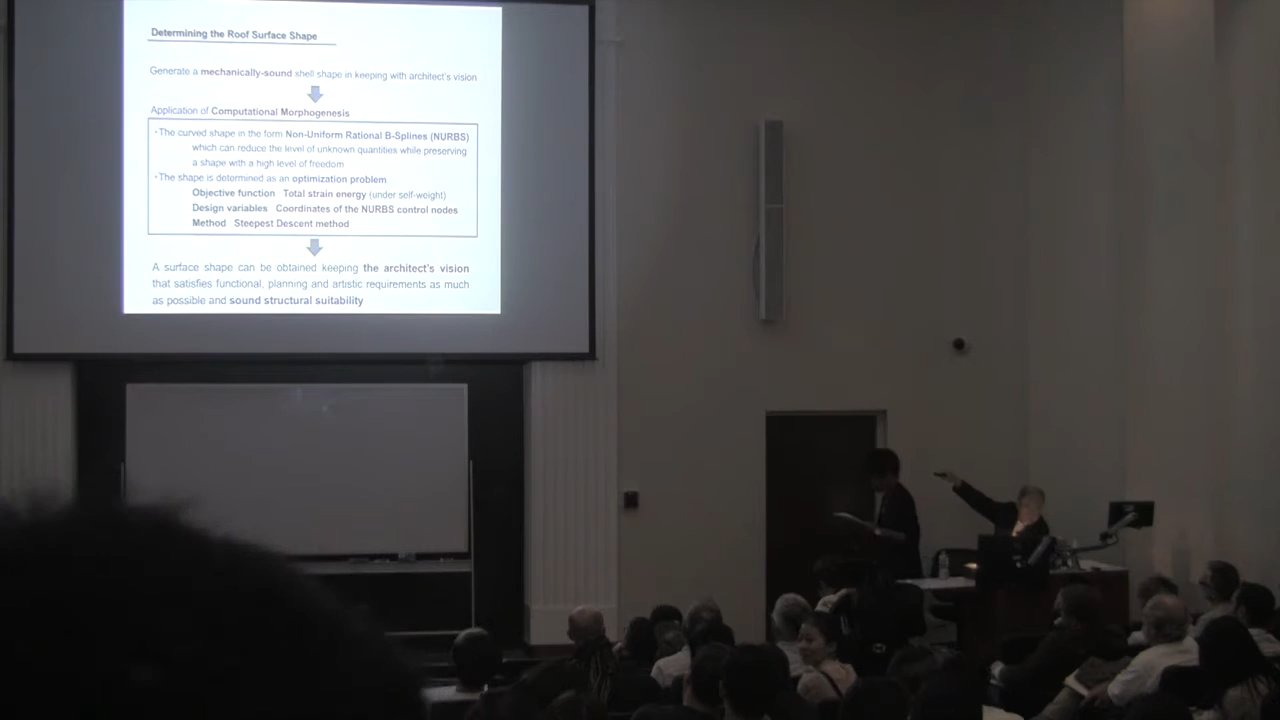 Determining the Roof Surface Shape
Generate a mechanically-sound shell shape in keeping with architect's vision
Application of Computational Morphogenesis
・The curved shape in the form Non-Uniform Rational B-Splines (NURBS)
which can reduce the level of unknown quantities while preserving
a shape with a high level of freedom
・The shape is determined as an optimization problem
Objective function Total strain energy (under self-weight)
Design variables Coordinates of the NURBS control nodes
Method Steepest Descent method
A surface shape can be obtained keeping the architect's vision
that satisfies functional, planning and artistic requirements as much
as possible and sound structural suitability